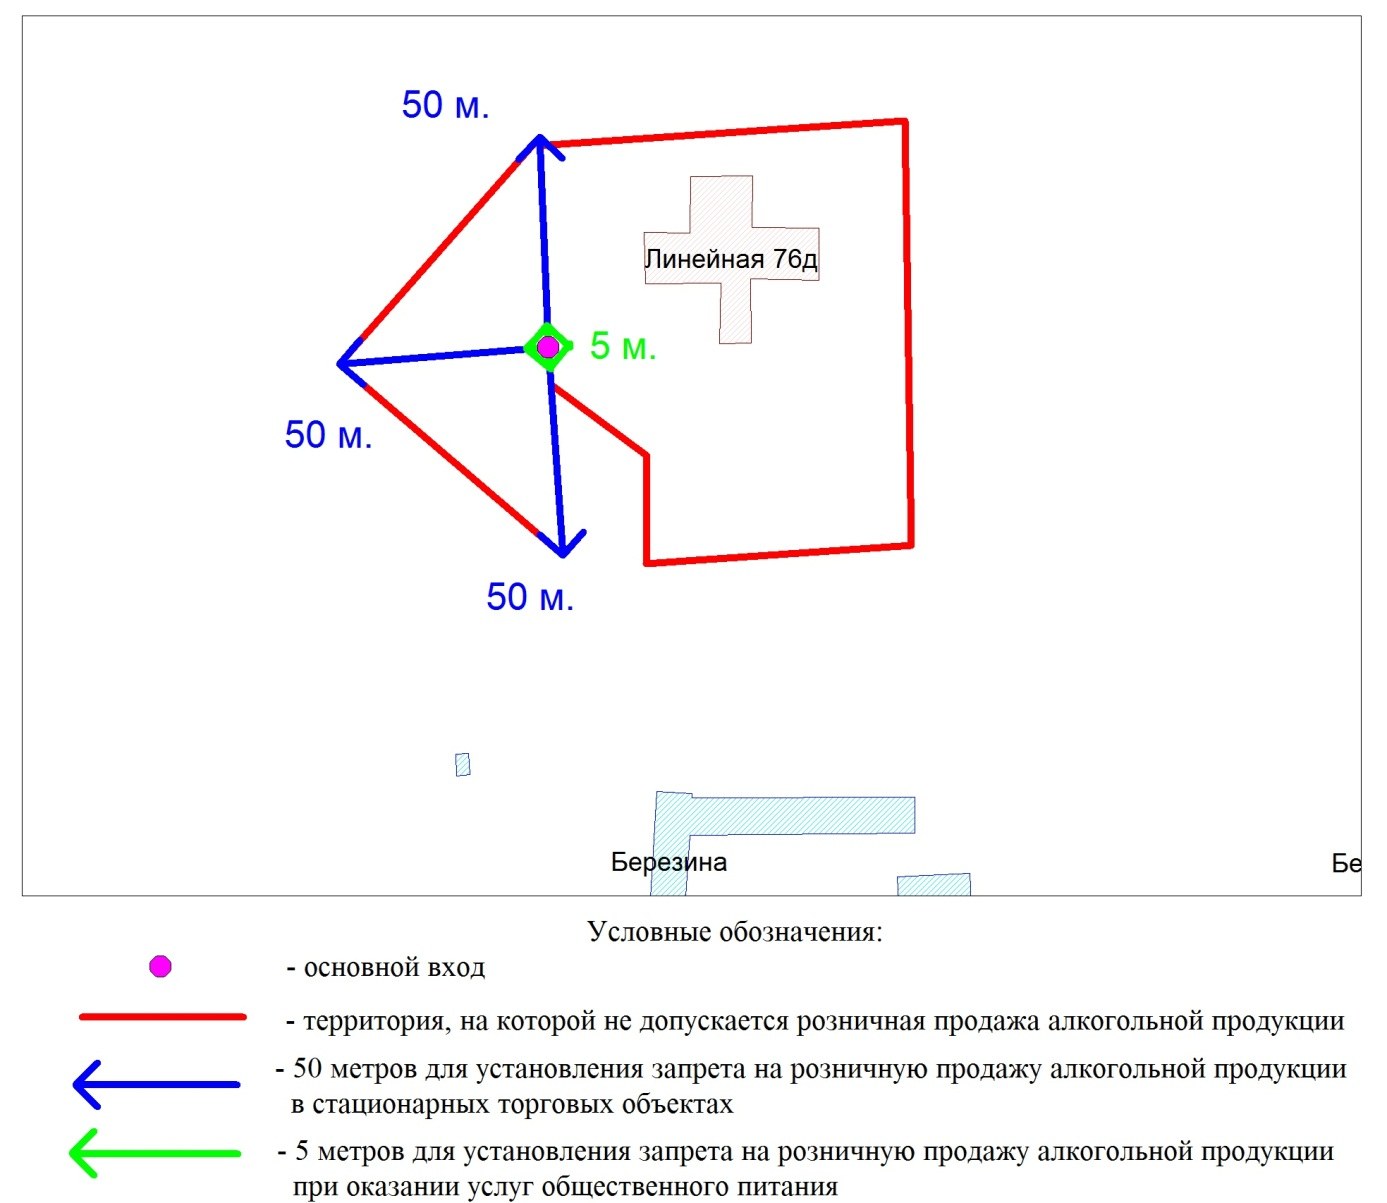 50 м.
Линейная 76д
5 м.
50 м.
50 м.
Березина
Бе
Условные обозначения:
- основной вход
- территория, на которой не допускается розничная продажа алкогольной продукции
- 50 метров для установления запрета на розничную продажу алкогольной продукции
в стационарных торговых объектах
- 5 метров для установления запрета на розничную продажу алкогольной продукции
при оказании услуг общественного питания